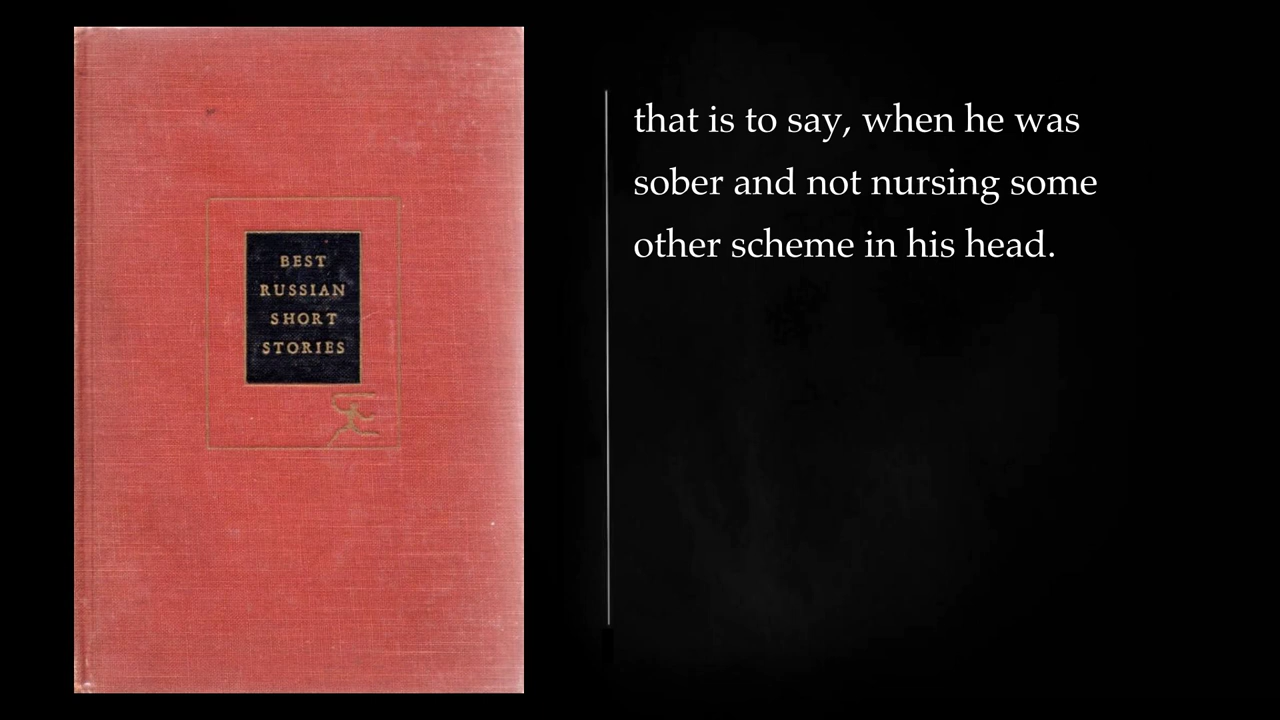 BEST
RUSSIAN
SHORT
STORIES
that is to say, when he was
sober and not nursing some
other scheme in his head.